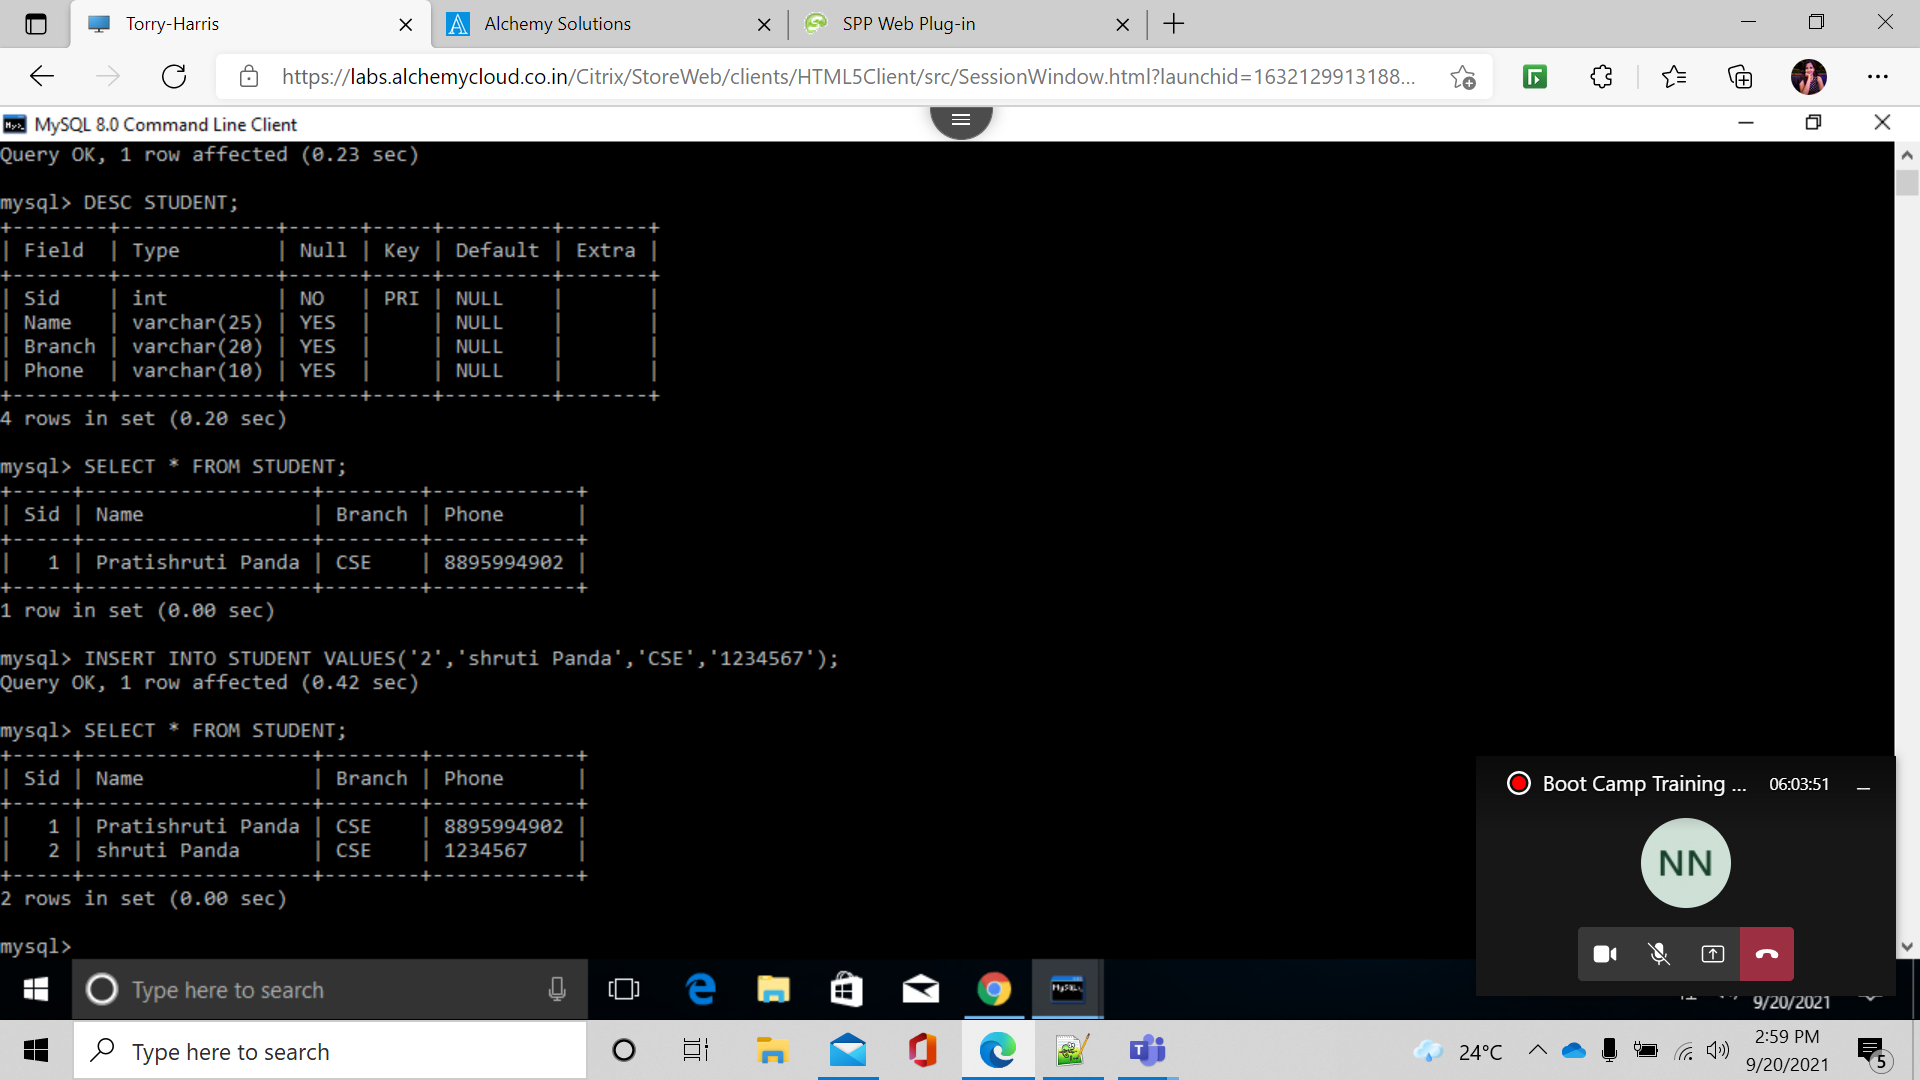 Torry-Harris
Alchemy Solutions
SPP Web Plug-in
https://labs.alchemycloud.co.in/Citrix/StoreWeb/clients/HTML5Client/src/SessionWindow.html?launchid=1632129913188...
MySQL 8.0 Command Line Client
Query OK, 1 row affected (0.23 sec)
mysql> DESC STUDENT;
+--------+-------------+------+-----+---------+-------+
| Field  | Type        | Null | Key | Default | Extra |
+--------+-------------+------+-----+---------+-------+
| Sid    | int         | NO   | PRI | NULL    |       |
| Name   | varchar(25) | YES  |     | NULL    |       |
| Branch | varchar(20) | YES  |     | NULL    |       |
| Phone  | varchar(10) | YES  |     | NULL    |       |
+--------+-------------+------+-----+---------+-------+
4 rows in set (0.20 sec)
mysql> SELECT * FROM STUDENT;
+-----+-------------------+--------+------------+
| Sid | Name              | Branch | Phone      |
+-----+-------------------+--------+------------+
|   1 | Pratishruti Panda | CSE    | 8895994902 |
+-----+-------------------+--------+------------+
1 row in set (0.00 sec)
mysql> INSERT INTO STUDENT VALUES('2','shruti Panda','CSE','1234567');
Query OK, 1 row affected (0.42 sec)
mysql> SELECT * FROM STUDENT;
+-----+-------------------+--------+------------+
| Sid | Name              | Branch | Phone      |
+-----+-------------------+--------+------------+
|   1 | Pratishruti Panda | CSE    | 8895994902 |
|   2 | shruti Panda      | CSE    | 1234567    |
+-----+-------------------+--------+------------+
2 rows in set (0.00 sec)
mysql>
Boot Camp Training ... 06:03:51
NN
Type here to search
9/20/2021
Type here to search
24°C
2:59 PM
9/20/2021
5